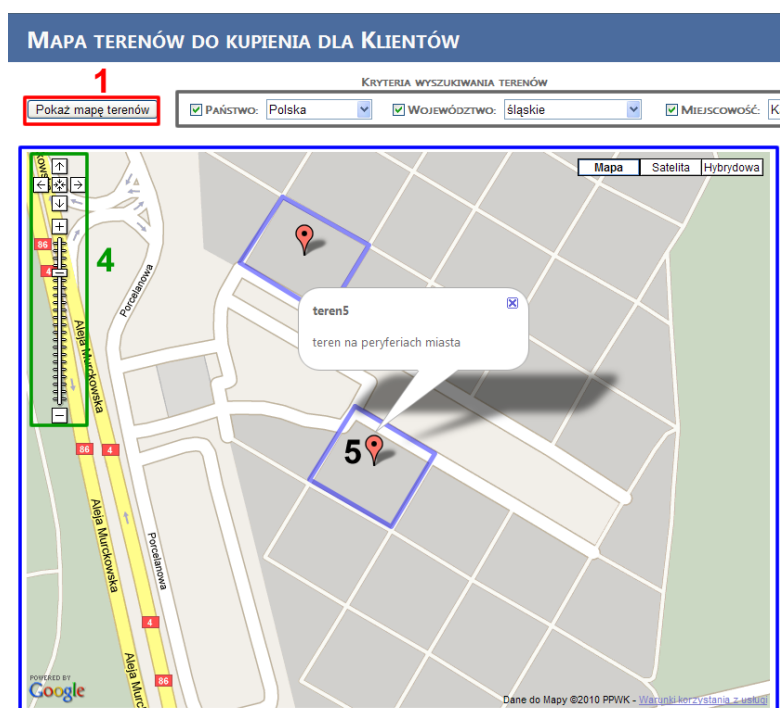 Mapa terenów do kupienia dla Klientów
1
Kryteria wyszukiwania terenów
Pokaż mapę terenów
Państwo: Polska
Województwo: śląskie
Miejscowość: K
Mapa
Satelita
Hybrydowa
86
4
4
Porcelanowa
Aleja Murckowska
teren5
teren na peryferiach miasta
5
86
4
Aleja Murckowska
Porcelanowa
4
Aleja Murckowska
86
POWERED BY
Google
Dane do Mapy ©2010 PPWK - Warunki korzystania z usługi